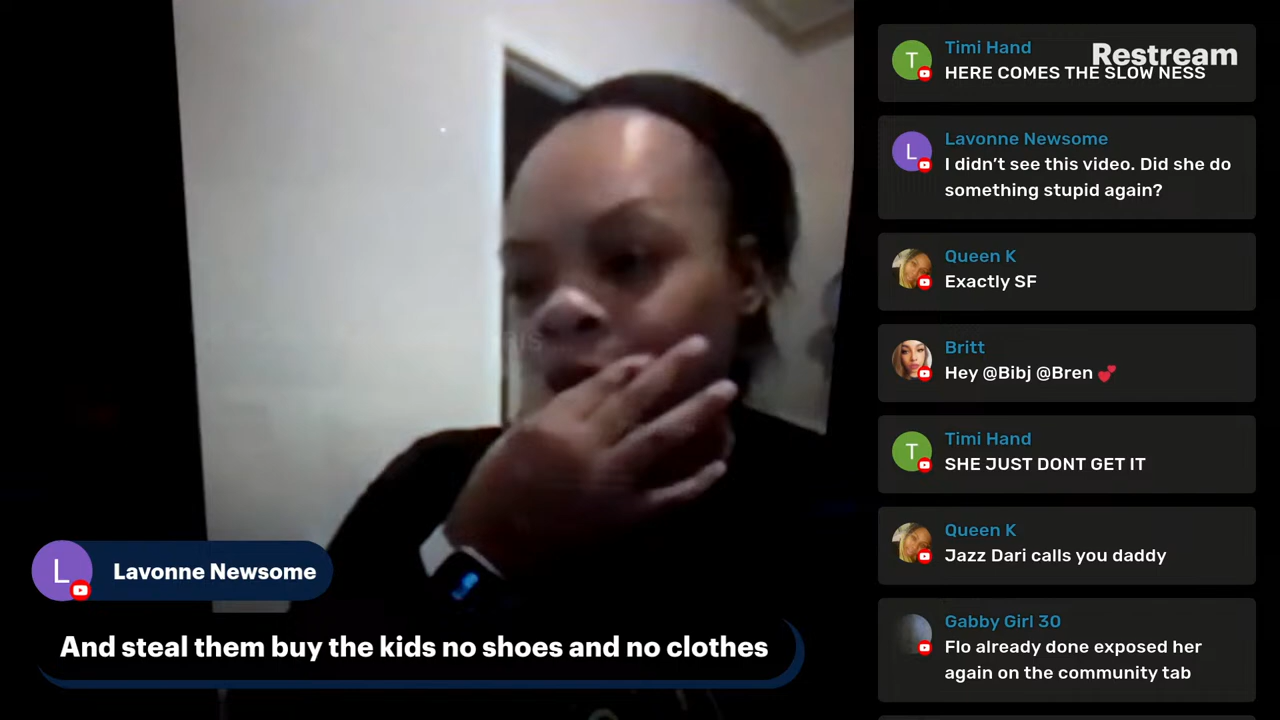 Restream
Timi Hand
HERE COMES THE SLOW NESS
Lavonne Newsome
I didn’t see this video. Did she do
something stupid again?
Queen K
Exactly SF
Britt
Hey @Bibj @Bren 💕
Timi Hand
SHE JUST DONT GET IT
Queen K
Jazz Dari calls you daddy
Gabby Girl 30
Flo already done exposed her
again on the community tab
T
L
T
L
Lavonne Newsome
And steal them buy the kids no shoes and no clothes